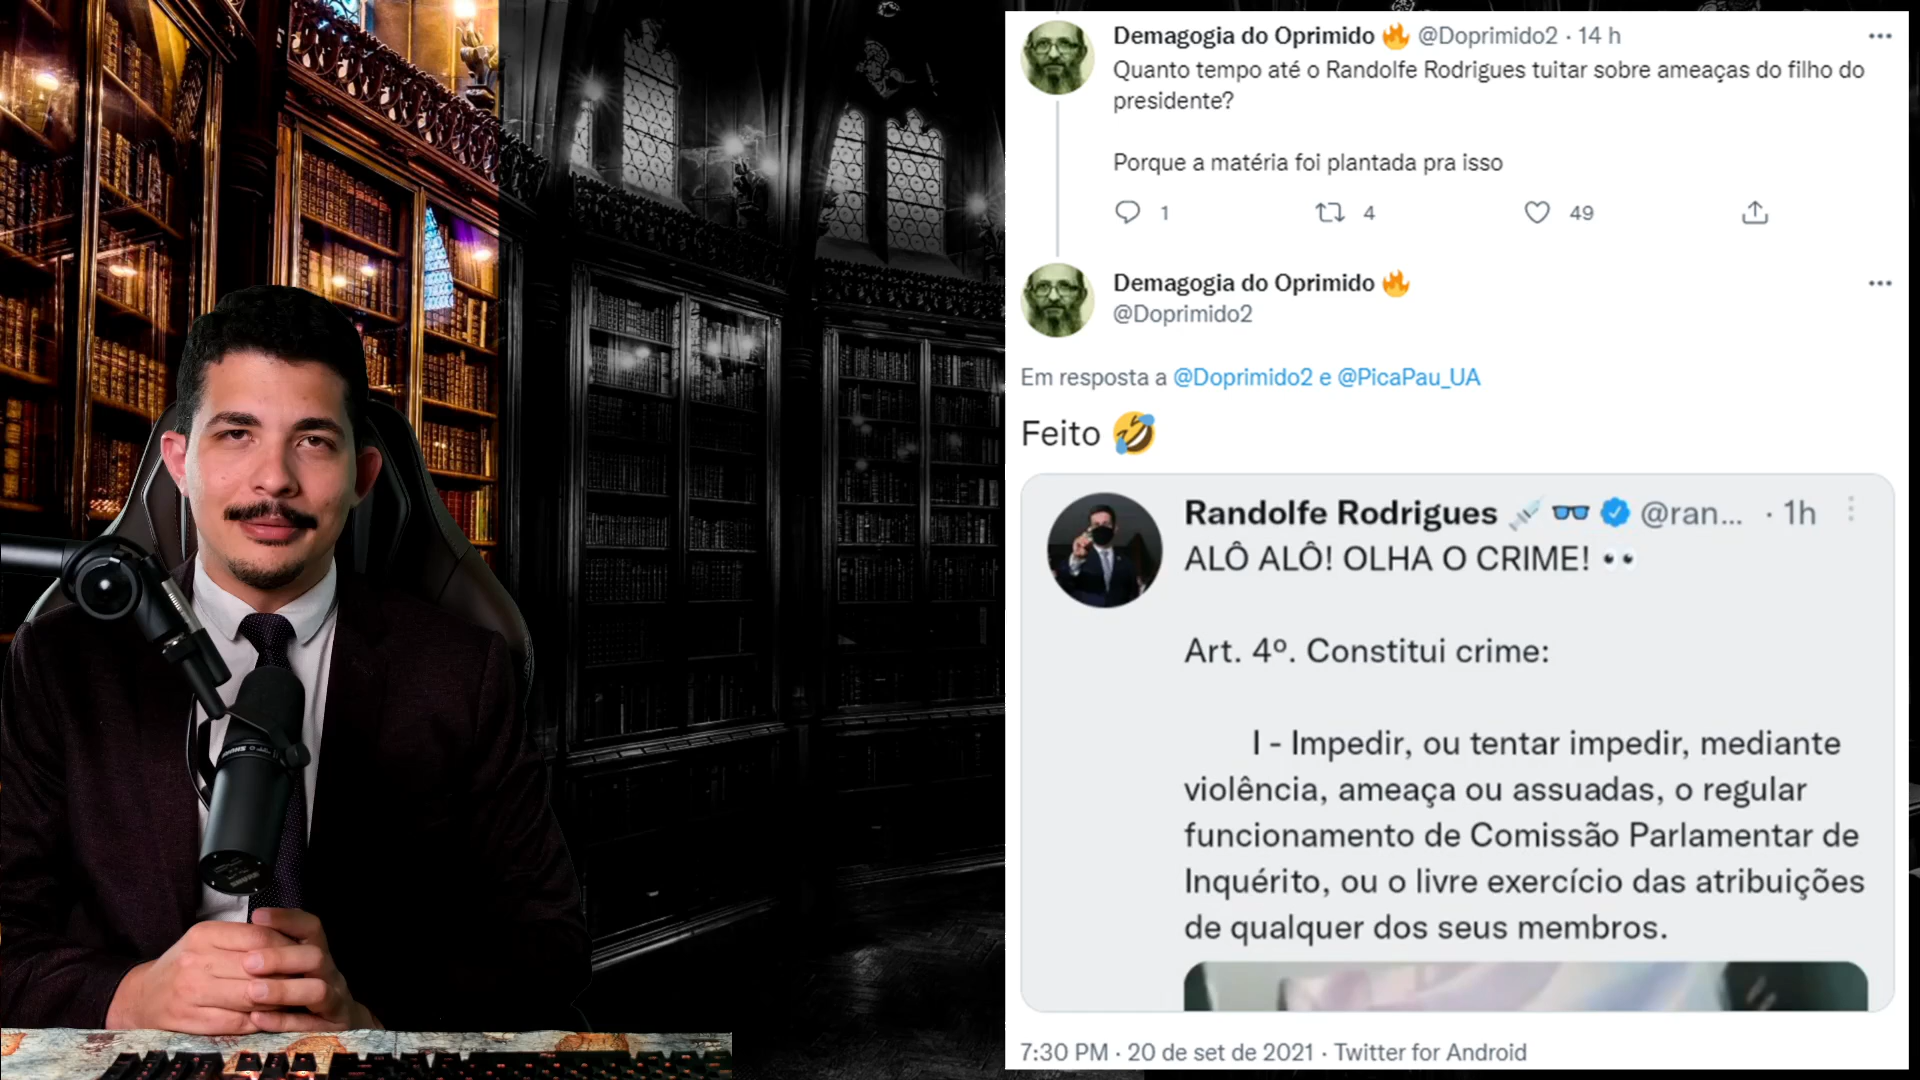 Demagogia do Oprimido 🔥 @Doprimido2 · 14 h
Quanto tempo até o Randolfe Rodrigues tuitar sobre ameaças do filho do
presidente?
Porque a matéria foi plantada pra isso
1 4 49
Demagogia do Oprimido 🔥
@Doprimido2
Em resposta a @Doprimido2 e @PicaPau_UA
Feito 🤣
Randolfe Rodrigues 💉 🕶️ @ran... · 1h
ALÔ ALÔ! OLHA O CRIME! 👀
Art. 4º. Constitui crime:
I - Impedir, ou tentar impedir, mediante
violência, ameaça ou assuadas, o regular
funcionamento de Comissão Parlamentar de
Inquérito, ou o livre exercício das atribuições
de qualquer dos seus membros.
7:30 PM · 20 de set de 2021 · Twitter for Android